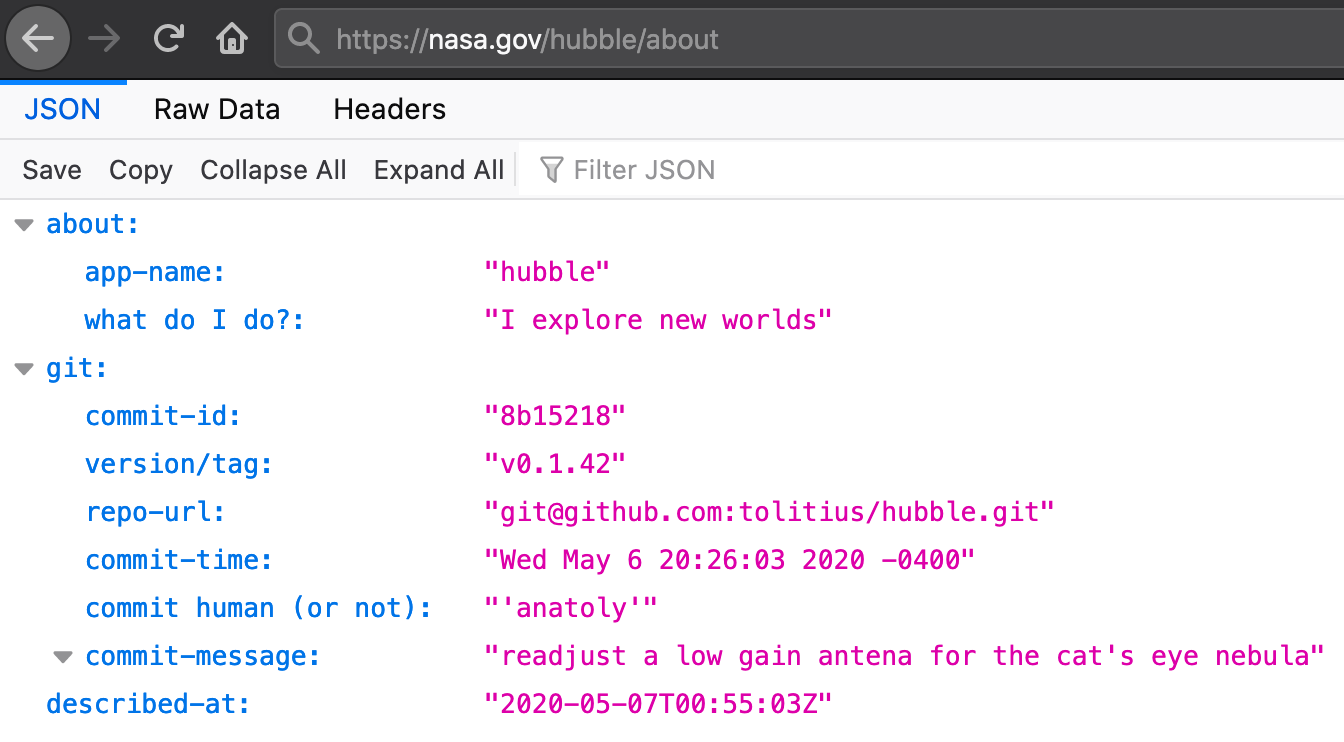 https://nasa.gov/hubble/about
JSON Raw Data Headers
Save Copy Collapse All Expand All Filter JSON
about:
app-name: "hubble"
what do I do?: "I explore new worlds"
git:
commit-id: "8b15218"
version/tag: "v0.1.42"
repo-url: "git@github.com:tolitius/hubble.git"
commit-time: "Wed May 6 20:26:03 2020 -0400"
commit human (or not): "'anatoly'"
commit-message: "readjust a low gain antena for the cat's eye nebula"
described-at: "2020-05-07T00:55:03Z"